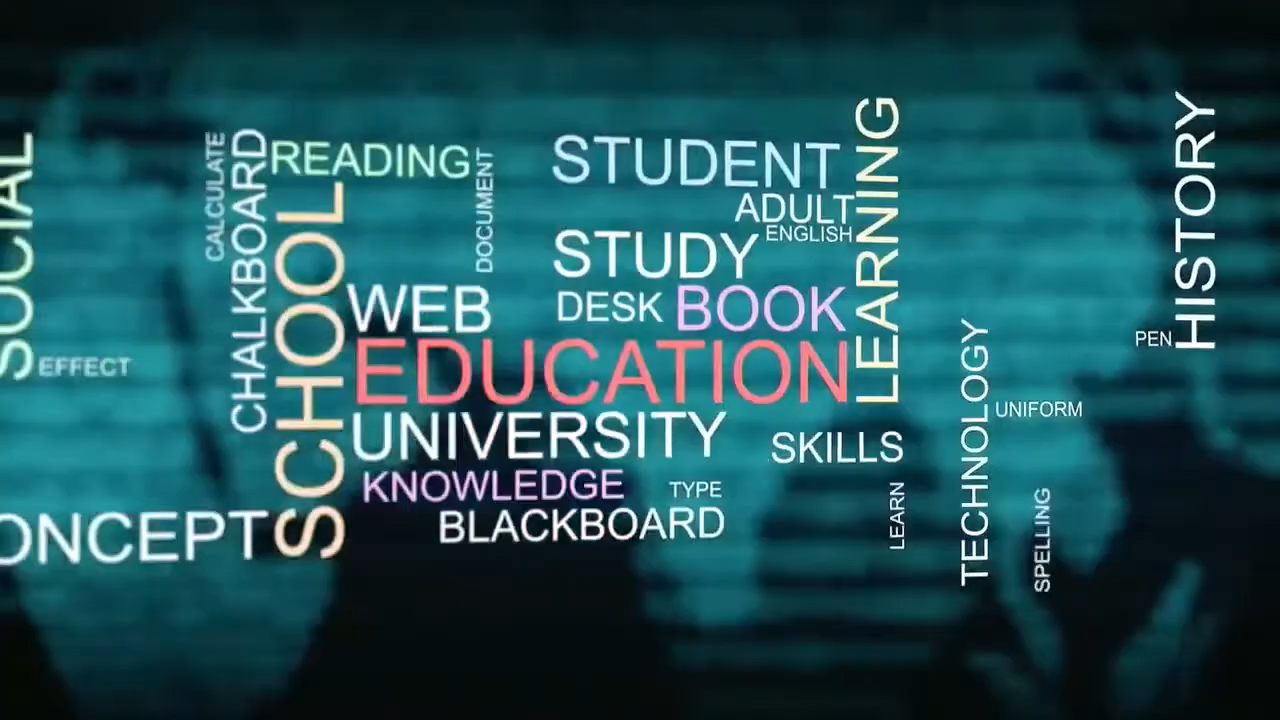 SOCIAL
EFFECT
ONCEPT
CALCULATE
CHALKBOARD
SCHOOL
READING
DOCUMENT
WEB
EDUCATION
UNIVERSITY
KNOWLEDGE
BLACKBOARD
TYPE
STUDENT
ADULT
ENGLISH
STUDY
DESK
BOOK
LEARNING
SKILLS
LEARN
TECHNOLOGY
UNIFORM
SPELLING
PEN
HISTORY